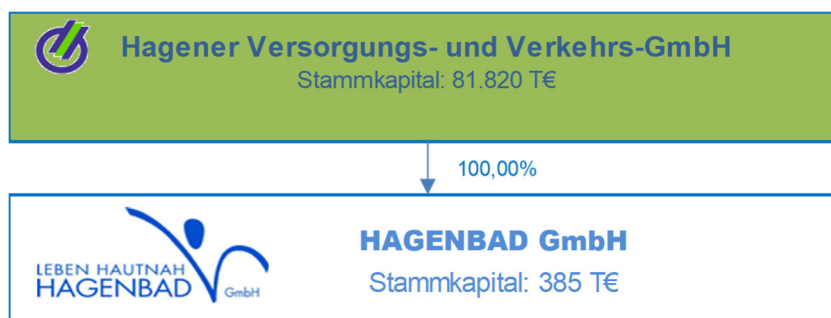 Hagener Versorgungs- und Verkehrs-GmbH
Stammkapital: 81.820 T€
100,00%
LEBEN HAUTNAH
HAGENBAD GmbH
HAGENBAD GmbH
Stammkapital: 385 T€